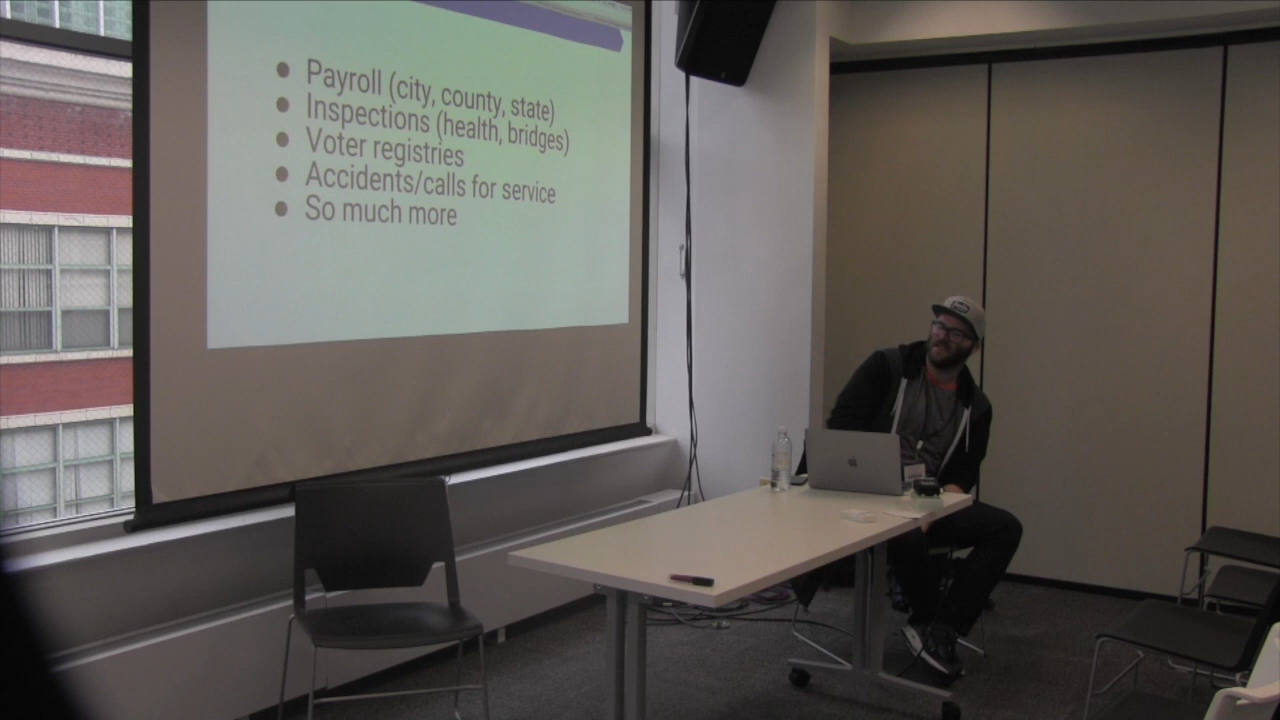 ● Payroll (city, county, state)
● Inspections (health, bridges)
● Voter registries
● Accidents/calls for service
● So much more